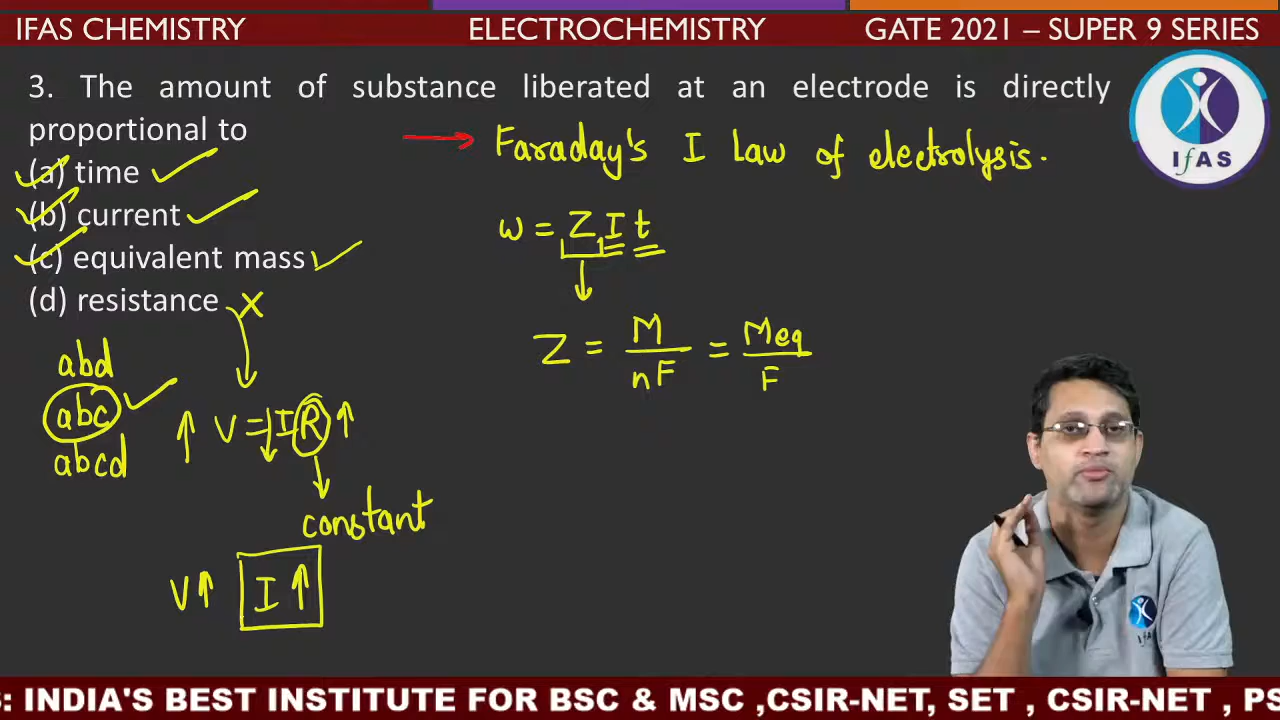 IFAS CHEMISTRY
ELECTROCHEMISTRY
GATE 2021 – SUPER 9 SERIES
3. The amount of substance liberated at an electrode is directly
proportional to
(a) time
(b) current
(c) equivalent mass
(d) resistance
Faraday's I Law of electrolysis.
W = Z I t
Z = M/nF = Meq/F
abd
abc
abcd
↑ V = ↓ I R ↑
constant
V ↑ I ↑
IFAS
IFAS
S: INDIA'S BEST INSTITUTE FOR BSC & MSC ,CSIR-NET, SET , CSIR-NET , PS